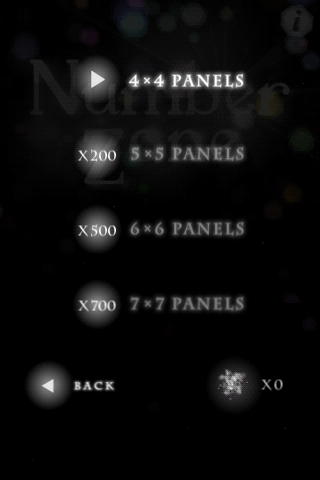 i
Number
Zone
4×4 PANELS
X200 5×5 PANELS
X500 6×6 PANELS
X700 7×7 PANELS
BACK X0